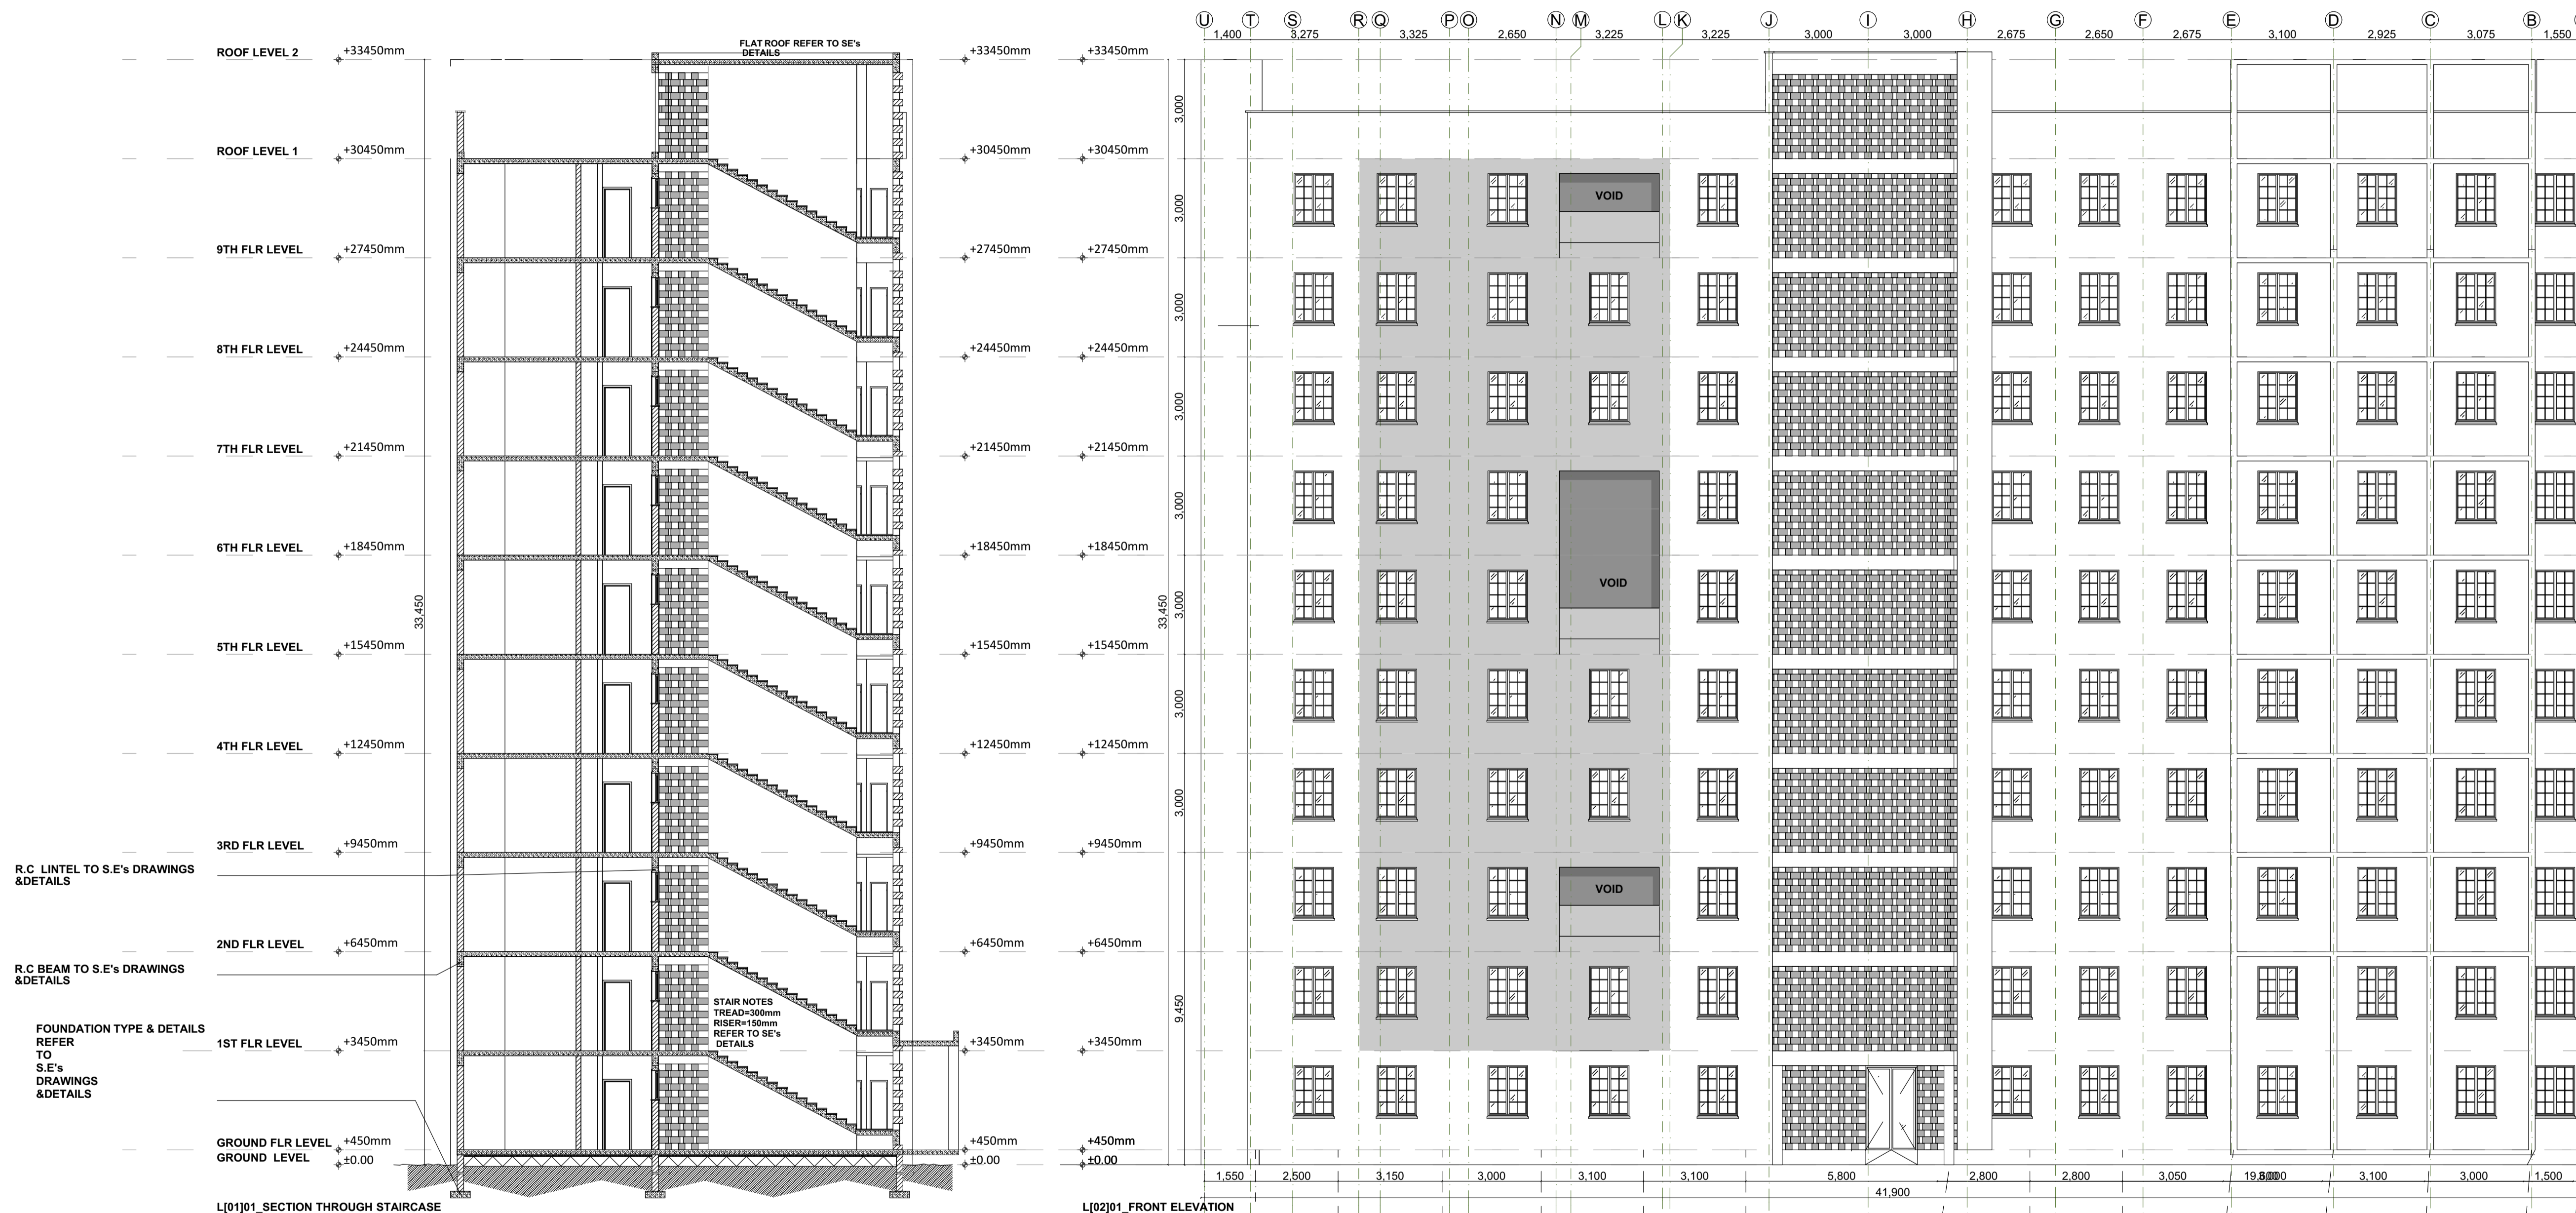 U T S R Q P O N M L K J I H G F E D C B
1,400 3,275 3,325 2,650 3,225 3,225 3,000 3,000 2,675 2,650 2,675 3,100 2,925 3,075 1,550
FLAT ROOF REFER TO SE's
DETAILS
ROOF LEVEL 2 +33450mm +33450mm +33450mm
3,000
ROOF LEVEL 1 +30450mm +30450mm +30450mm
3,000
VOID
9TH FLR LEVEL +27450mm +27450mm +27450mm
3,000
8TH FLR LEVEL +24450mm +24450mm +24450mm
3,000
7TH FLR LEVEL +21450mm +21450mm +21450mm
3,000
6TH FLR LEVEL +18450mm +18450mm +18450mm
VOID
33,450 33,450 3,000
5TH FLR LEVEL +15450mm +15450mm +15450mm
3,000
4TH FLR LEVEL +12450mm +12450mm +12450mm
3,000
3RD FLR LEVEL +9450mm +9450mm +9450mm
R.C LINTEL TO S.E's DRAWINGS
&DETAILS
VOID
2ND FLR LEVEL +6450mm +6450mm +6450mm
R.C BEAM TO S.E's DRAWINGS
&DETAILS
9,450
STAIR NOTES
TREAD=300mm
RISER=150mm
REFER TO SE's
DETAILS
1ST FLR LEVEL +3450mm +3450mm +3450mm
FOUNDATION TYPE & DETAILS
REFER
TO
S.E's
DRAWINGS
&DETAILS
GROUND FLR LEVEL +450mm +450mm +450mm
GROUND LEVEL ±0.00 ±0.00 ±0.00
1,550 2,500 3,150 3,000 3,100 3,100 5,800 2,800 2,800 3,050 3,100 3,000 1,500
41,900
L[01]01_SECTION THROUGH STAIRCASE
L[02]01_FRONT ELEVATION